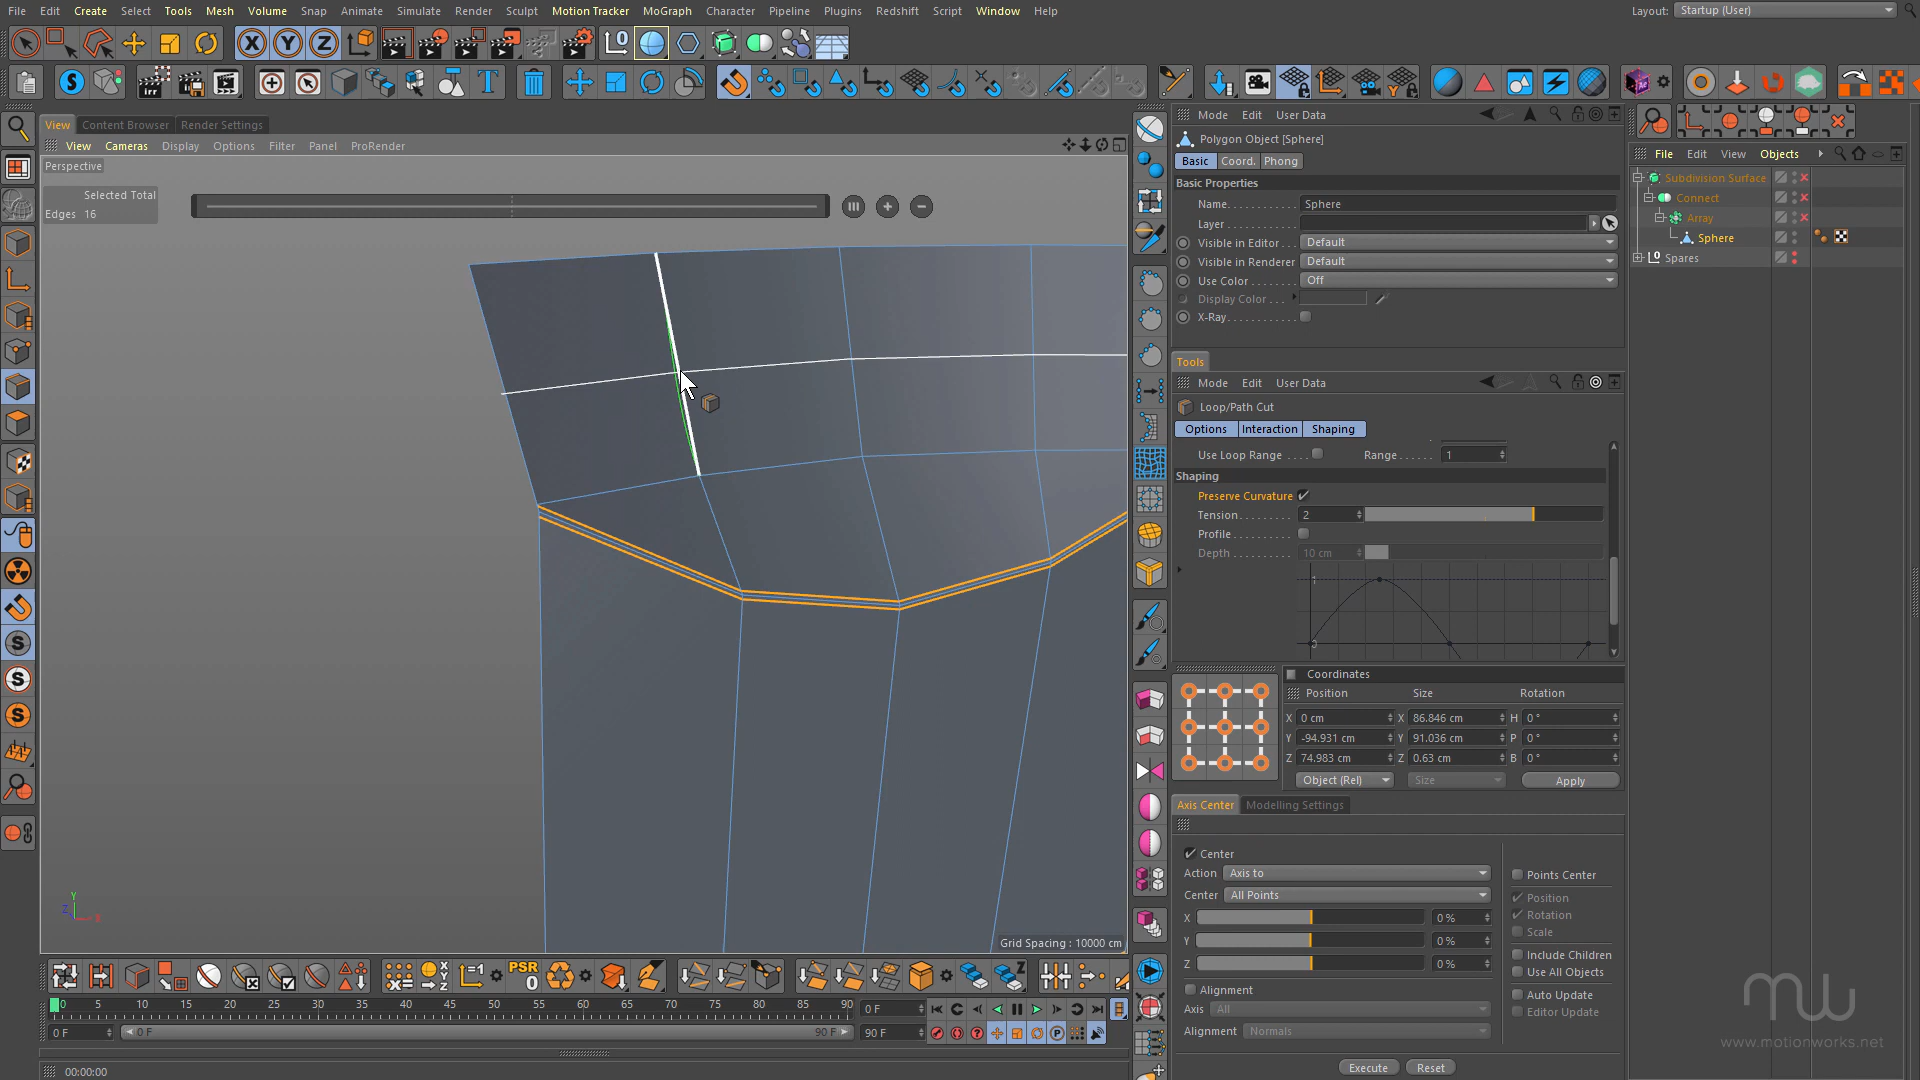 File Edit Create Select Tools Mesh Volume Snap Animate Simulate Render Sculpt Motion Tracker MoGraph Character Pipeline Plugins Redshift Script Window Help
Layout: Startup (User)
View Content Browser Render Settings
View Cameras Display Options Filter Panel ProRender
Perspective
Selected Total
Edges 16
Grid Spacing : 10000 cm
Mode Edit User Data
Polygon Object [Sphere]
Basic Coord. Phong
Basic Properties
Name Sphere
Layer
Visible in Editor Default
Visible in Renderer Default
Use Color Off
Display Color
X-Ray
Tools
Mode Edit User Data
Loop/Path Cut
Options Interaction Shaping
Use Loop Range Range 1
Shaping
Preserve Curvature
Tension 2
Profile
Depth 10 cm
Coordinates
Position Size Rotation
X 0 cm X 86.846 cm H 0 °
Y -94.931 cm Y 91.036 cm P 0 °
Z 74.983 cm Z 0.63 cm B 0 °
Object (Rel) Size Apply
Axis Center Modelling Settings
Center
Action Axis to
Center All Points
X 0 %
Y 0 %
Z 0 %
Points Center
Position
Rotation
Scale
Include Children
Use All Objects
Auto Update
Editor Update
Alignment
Axis All
Alignment Normals
Execute Reset
File Edit View Objects
Subdivision Surface
Connect
Array
Sphere
Spares
PSR
0
0 5 10 15 20 25 30 35 40 45 50 55 60 65 70 75 80 85 90
0 F
0 F 0 F 90 F 90 F
00:00:00
mw
www.motionworks.net